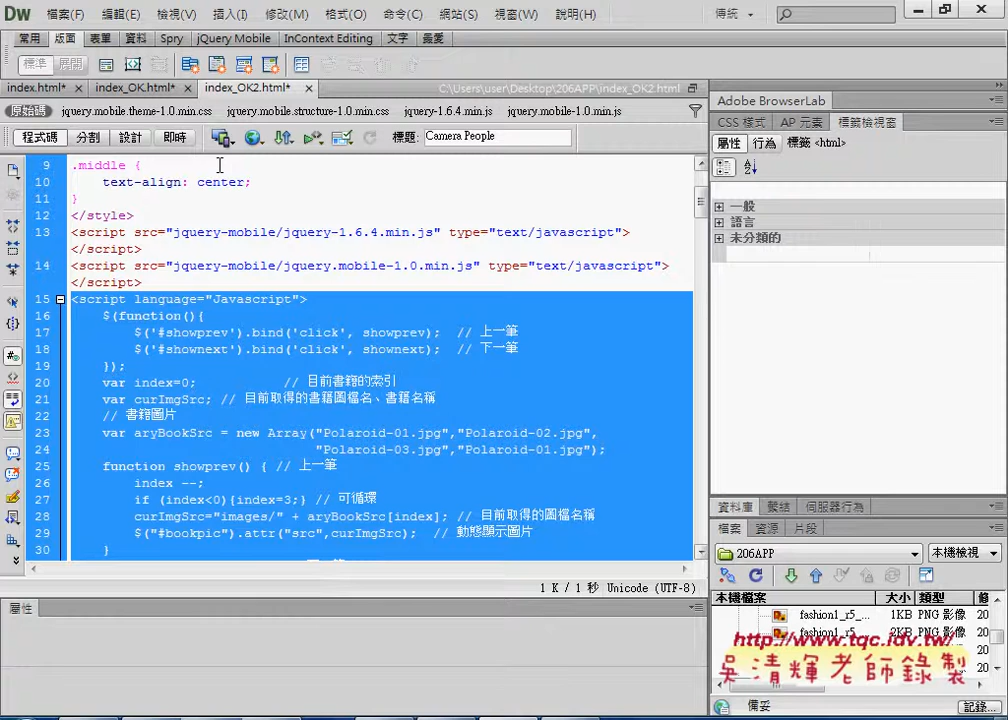 Dw 檔案(F) 編輯(E) 檢視(V) 插入(I) 修改(M) 格式(O) 命令(C) 網站(S) 視窗(W) 說明(H) 傳統
常用 版面 表單 資料 Spry jQuery Mobile InContext Editing 文字 最愛
標準 展開
index.html* index_OK.html* index_OK2.html* C:\Users\user\Desktop\206APP\index_OK2.html
原始碼 jquery.mobile.theme-1.0.min.css jquery.mobile.structure-1.0.min.css jquery-1.6.4.min.js jquery.mobile-1.0.min.js
程式碼 分割 設計 即時 標題: Camera People
9 .middle {
10 text-align: center;
11 }
12 </style>
13 <script src="jquery-mobile/jquery-1.6.4.min.js" type="text/javascript">
</script>
14 <script src="jquery-mobile/jquery.mobile-1.0.min.js" type="text/javascript">
</script>
15 <script language="Javascript">
16 $(function(){
17 $('#showprev').bind('click', showprev); // 上一筆
18 $('#shownext').bind('click', shownext); // 下一筆
19 });
20 var index=0; // 目前書籍的索引
21 var curImgSrc; // 目前取得的書籍圖檔名、書籍名稱
22 // 書籍圖片
23 var aryBookSrc = new Array("Polaroid-01.jpg","Polaroid-02.jpg",
24 "Polaroid-03.jpg","Polaroid-01.jpg");
25 function showprev() { // 上一筆
26 index --;
27 if (index<0){index=3;} // 可循環
28 curImgSrc="images/" + aryBookSrc[index]; // 目前取得的圖檔名稱
29 $("#bookpic").attr("src",curImgSrc); // 動態顯示圖片
30 }
1 K / 1 秒 Unicode (UTF-8)
屬性
Adobe BrowserLab
CSS 樣式 AP 元素 標籤檢視窗
屬性 行為 標籤 <html>
一般
語言
未分類的
資料庫 繫結 伺服器行為
檔案 資源 片段
206APP 本機檢視
本機檔案 大小 類型 修
fashion1_r5_... 1KB PNG 影像 20
fashion1_r5_... 2KB PNG 影像 20
http://www.tqc.idv.tw/
吳清輝老師錄製
備妥 記錄...